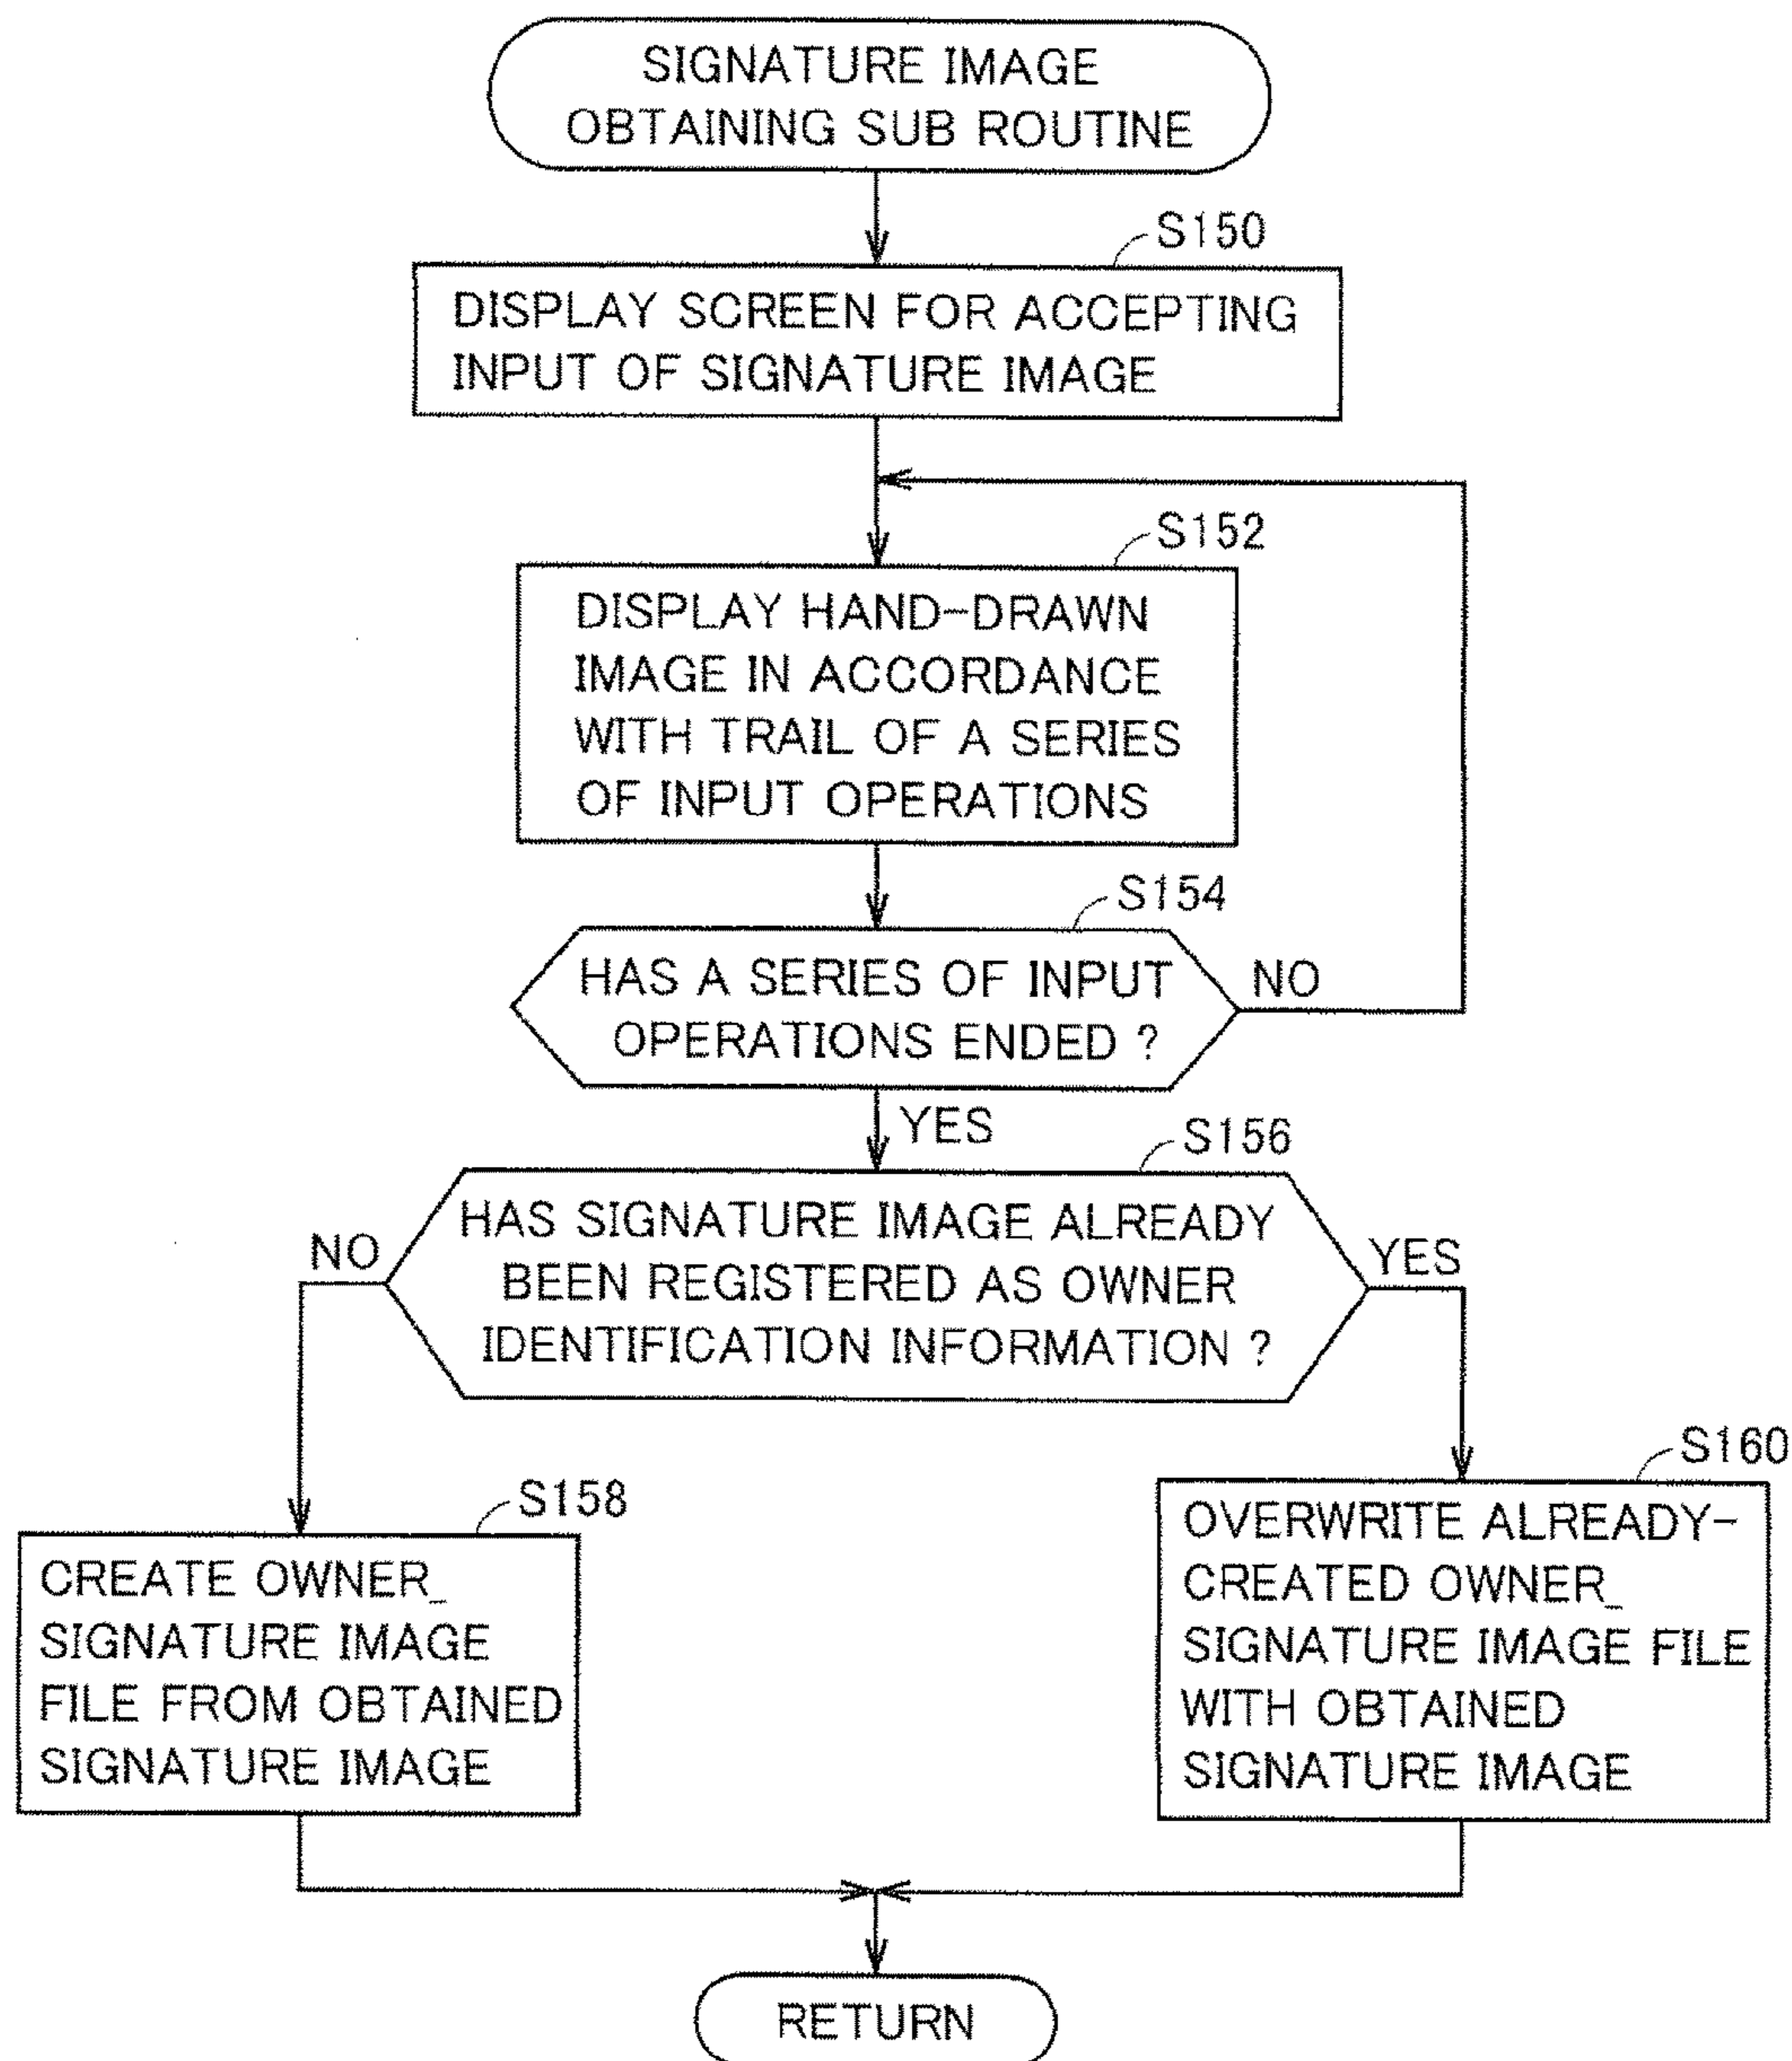 SIGNATURE IMAGE
OBTAINING SUB ROUTINE
S150
DISPLAY SCREEN FOR ACCEPTING
INPUT OF SIGNATURE IMAGE
S152
DISPLAY HAND-DRAWN
IMAGE IN ACCORDANCE
WITH TRAIL OF A SERIES
OF INPUT OPERATIONS
S154
HAS A SERIES OF INPUT
OPERATIONS ENDED ?
NO
YES
S156
HAS SIGNATURE IMAGE ALREADY
BEEN REGISTERED AS OWNER
IDENTIFICATION INFORMATION ?
NO
YES
S158
CREATE OWNER_
SIGNATURE IMAGE
FILE FROM OBTAINED
SIGNATURE IMAGE
S160
OVERWRITE ALREADY-
CREATED OWNER_
SIGNATURE IMAGE FILE
WITH OBTAINED
SIGNATURE IMAGE
RETURN